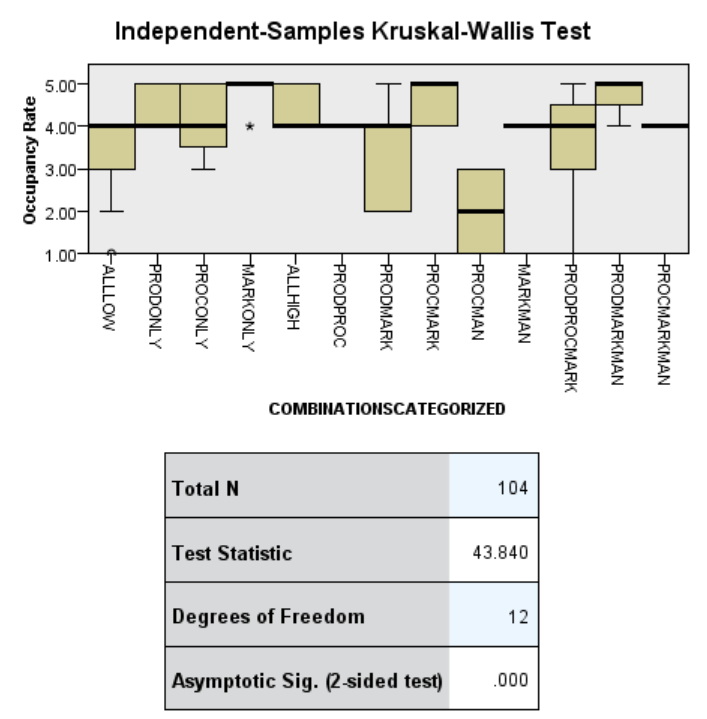 Independent-Samples Kruskal-Wallis Test
Occupancy Rate
5.00
4.00
3.00
2.00
1.00
ALLLOW
PRODONLY
PROCONLY
MARKONLY
ALLHIGH
PRODPROC
PRODMARK
PROCMARK
PROCMAN
MARKMAN
PRODPROCMARK
PRODMARKMAN
PROCMARKMAN
COMBINATIONSCATEGORIZED
Total N 104
Test Statistic 43.840
Degrees of Freedom 12
Asymptotic Sig. (2-sided test) .000